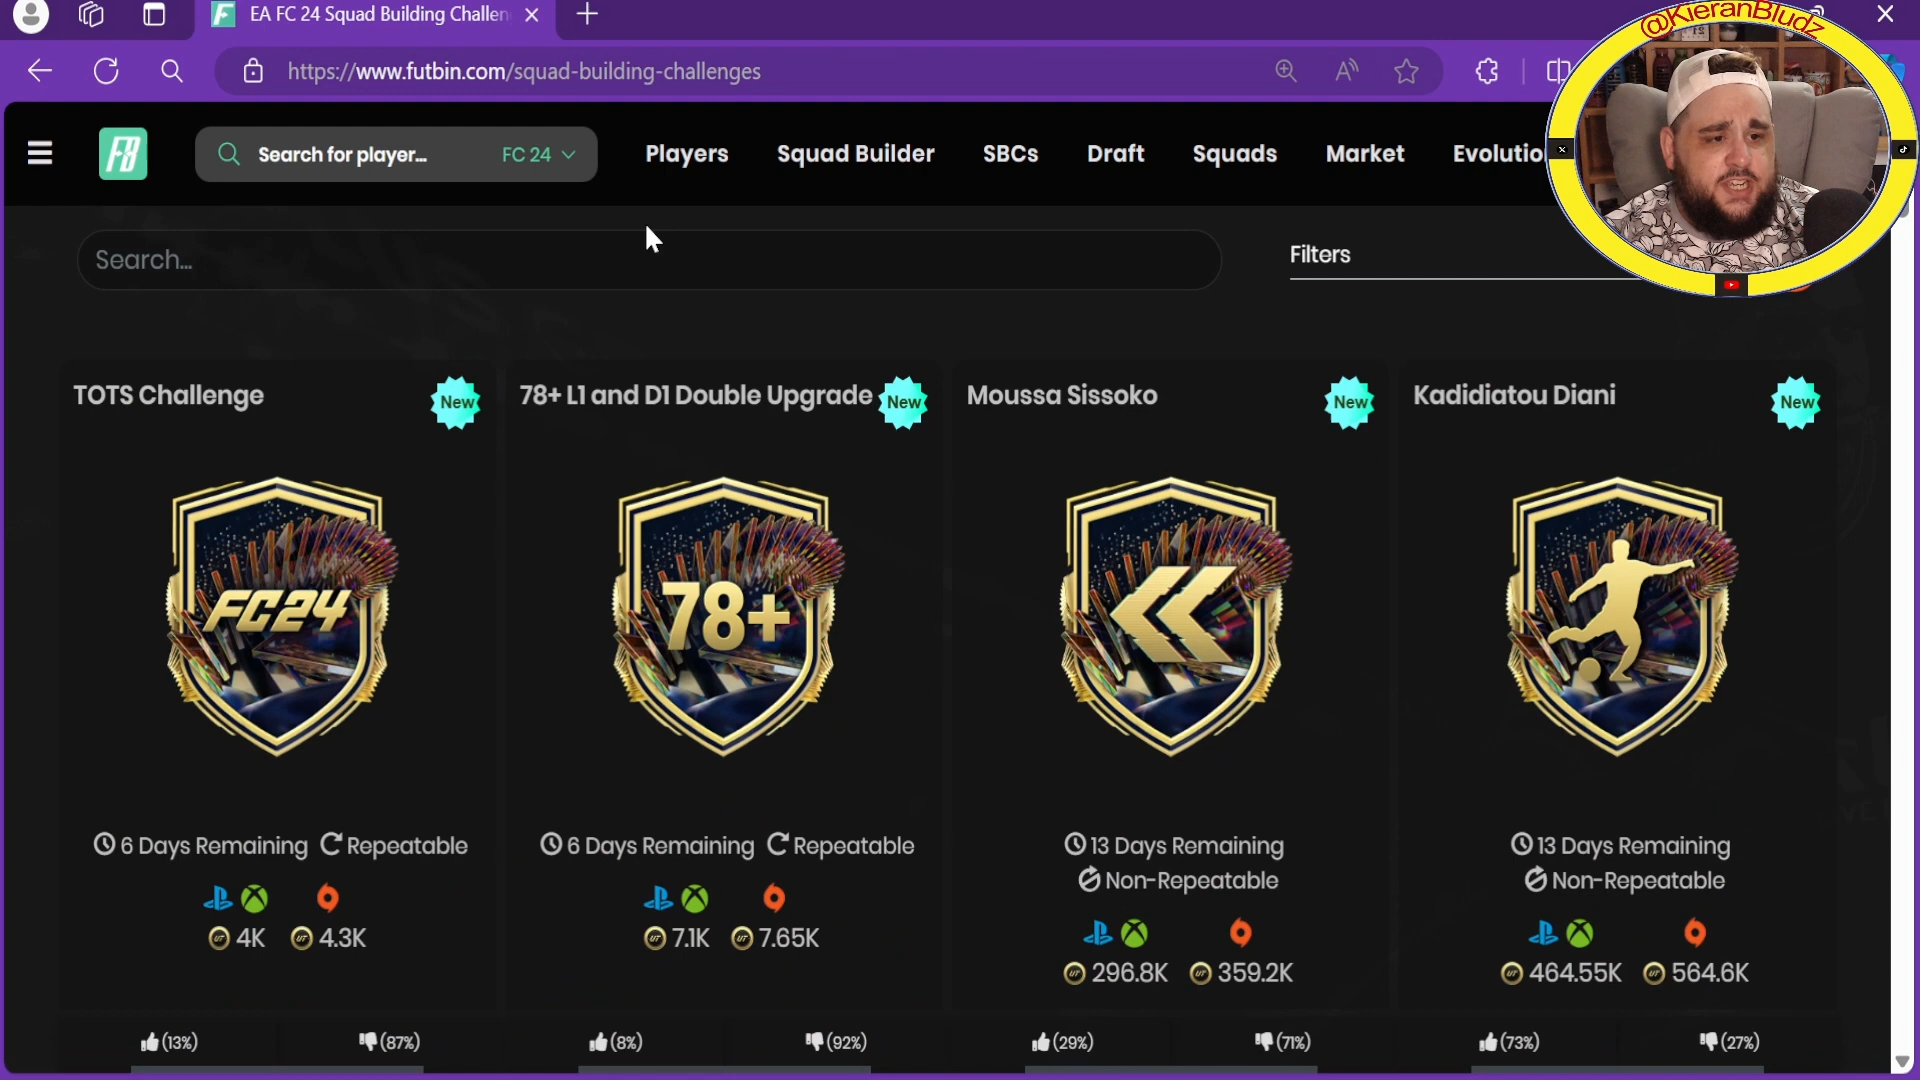 EA FC 24 Squad Building Challen
https://www.futbin.com/squad-building-challenges
@KieranBludz
Search for player...
FC 24
Players
Squad Builder
SBCs
Draft
Squads
Market
Evolution
Search...
Filters
TOTS Challenge
New
78+ L1 and D1 Double Upgrade
New
Moussa Sissoko
New
Kadidiatou Diani
New
FC24
78+
6 Days Remaining Repeatable
6 Days Remaining Repeatable
13 Days Remaining
Non-Repeatable
13 Days Remaining
Non-Repeatable
4K 4.3K
7.1K 7.65K
296.8K 359.2K
464.55K 564.6K
(13%) (87%)
(8%) (92%)
(29%) (71%)
(73%) (27%)